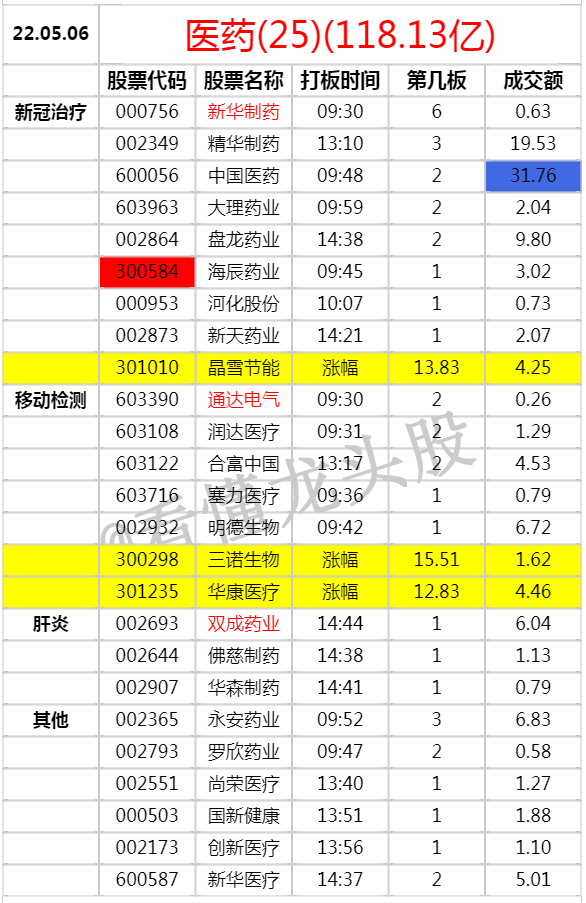 22.05.06 医药(25)(118.13亿)
股票代码 股票名称 打板时间 第几板 成交额
新冠治疗 000756 新华制药 09:30 6 0.63
002349 精华制药 13:10 3 19.53
600056 中国医药 09:48 2 31.76
603963 大理药业 09:59 2 2.04
002864 盘龙药业 14:38 2 9.80
300584 海辰药业 09:45 1 3.02
000953 河化股份 10:07 1 0.73
002873 新天药业 14:21 1 2.07
301010 晶雪节能 涨幅 13.83 4.25
移动检测 603390 通达电气 09:30 2 0.26
603108 润达医疗 09:31 2 1.29
603122 合富中国 13:17 2 4.53
603716 塞力医疗 09:36 1 0.79
002932 明德生物 09:42 1 6.72
300298 三诺生物 涨幅 15.51 1.62
301235 华康医疗 涨幅 12.83 4.46
肝炎 002693 双成药业 14:44 1 6.04
002644 佛慈制药 14:38 1 1.13
002907 华森制药 14:41 1 0.79
其他 002365 永安药业 09:52 3 6.83
002793 罗欣药业 09:47 2 0.58
002551 尚荣医疗 13:40 1 1.27
000503 国新健康 13:51 1 1.88
002173 创新医疗 13:56 1 1.10
600587 新华医疗 14:37 2 5.01
@看懂龙头股